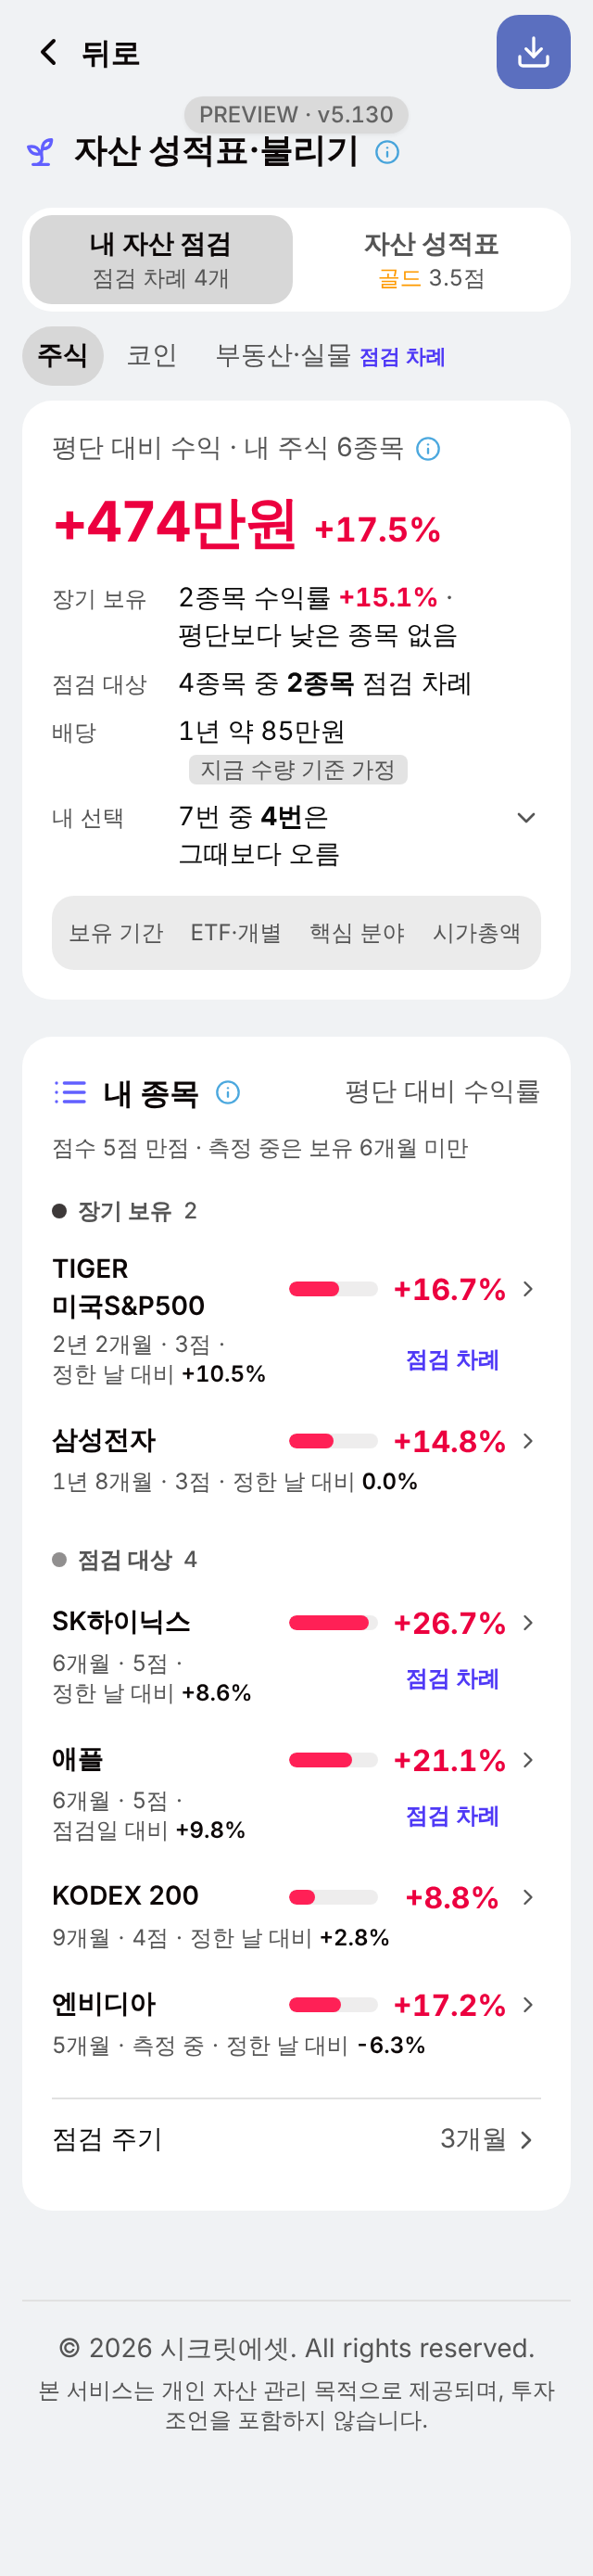 뒤로
PREVIEW · v5.130
자산 성적표·불리기
내 자산 점검
점검 차례 4개
자산 성적표
골드 3.5점
주식
코인
부동산·실물 점검 차례
평단 대비 수익 · 내 주식 6종목
+474만원 +17.5%
장기 보유 2종목 수익률 +15.1% ·
평단보다 낮은 종목 없음
점검 대상 4종목 중 2종목 점검 차례
배당 1년 약 85만원
지금 수량 기준 가정
내 선택 7번 중 4번은
그때보다 오름
보유 기간 ETF·개별 핵심 분야 시가총액
내 종목 평단 대비 수익률
점수 5점 만점 · 측정 중은 보유 6개월 미만
장기 보유 2
TIGER
미국S&P500
+16.7%
2년 2개월 · 3점 ·
정한 날 대비 +10.5%
점검 차례
삼성전자 +14.8%
1년 8개월 · 3점 · 정한 날 대비 0.0%
점검 대상 4
SK하이닉스 +26.7%
6개월 · 5점 ·
정한 날 대비 +8.6%
점검 차례
애플 +21.1%
6개월 · 5점 ·
점검일 대비 +9.8%
점검 차례
KODEX 200 +8.8%
9개월 · 4점 · 정한 날 대비 +2.8%
엔비디아 +17.2%
5개월 · 측정 중 · 정한 날 대비 -6.3%
점검 주기 3개월
© 2026 시크릿에셋. All rights reserved.
본 서비스는 개인 자산 관리 목적으로 제공되며, 투자
조언을 포함하지 않습니다.